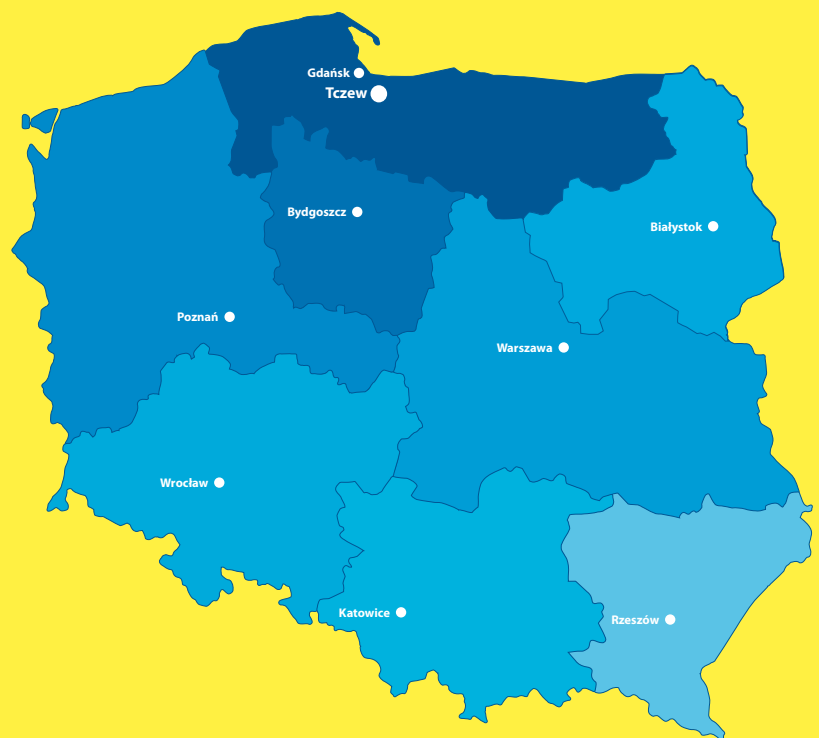 Gdańsk
Tczew
Bydgoszcz
Białystok
Poznań
Warszawa
Wrocław
Katowice
Rzeszów